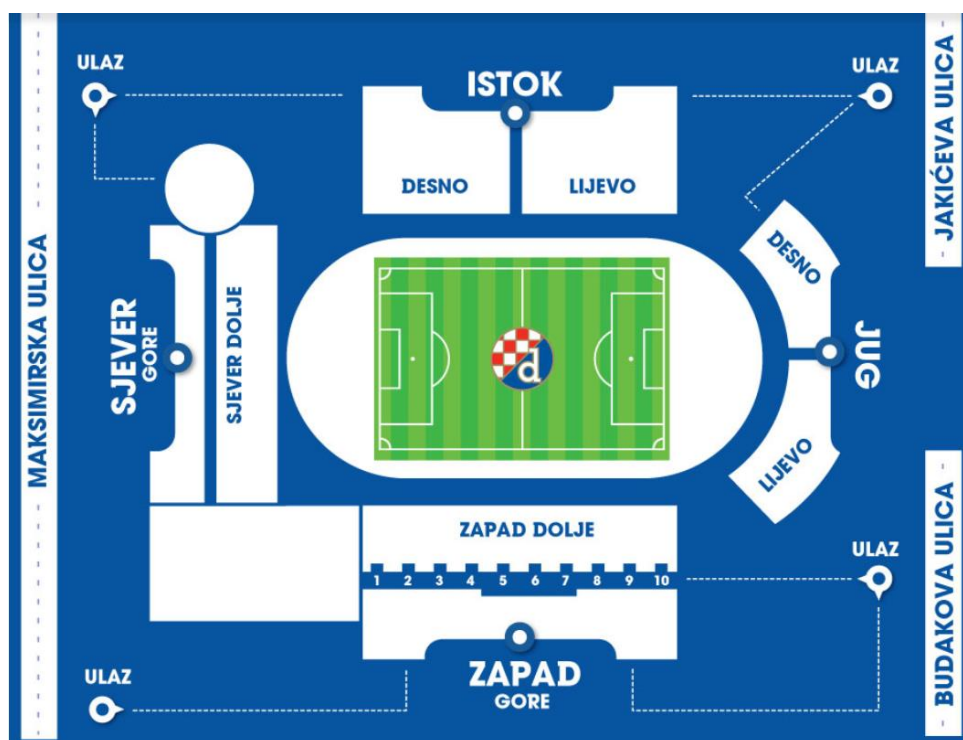 ULAZ
ISTOK
ULAZ
DESNO
LIJEVO
MAKSIMIRSKA ULICA
SJEVER
GORE
SJEVER DOLJE
d
DESNO
JUG
LIJEVO
JAKIĆEVA ULICA
ZAPAD DOLJE
1 2 3 4 5 6 7 8 9 10
ULAZ
BUDAKOVA ULICA
ULAZ
ZAPAD
GORE